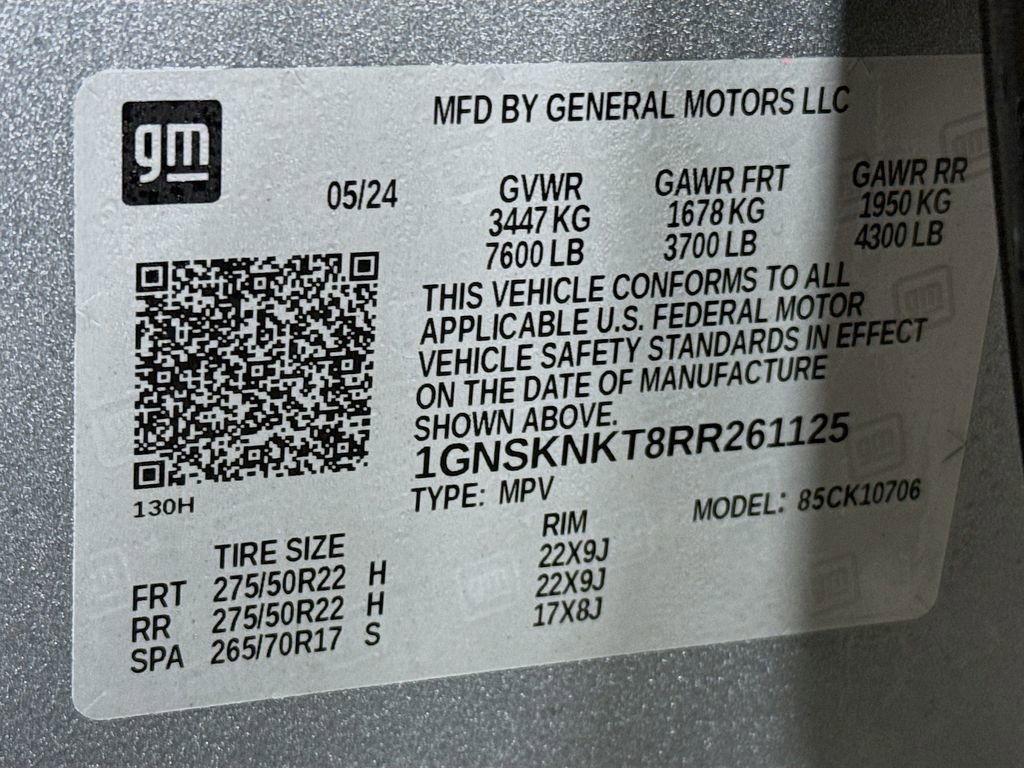 gm
MFD BY GENERAL MOTORS LLC
05/24
GVWR GAWR FRT GAWR RR
3447 KG 1678 KG 1950 KG
7600 LB 3700 LB 4300 LB
THIS VEHICLE CONFORMS TO ALL
APPLICABLE U.S. FEDERAL MOTOR
VEHICLE SAFETY STANDARDS IN EFFECT
ON THE DATE OF MANUFACTURE
SHOWN ABOVE.
1GNSKNKT8RR261125
TYPE: MPV MODEL: 85CK10706
130H
TIRE SIZE RIM
FRT 275/50R22 H 22X9J
RR 275/50R22 H 22X9J
SPA 265/70R17 S 17X8J